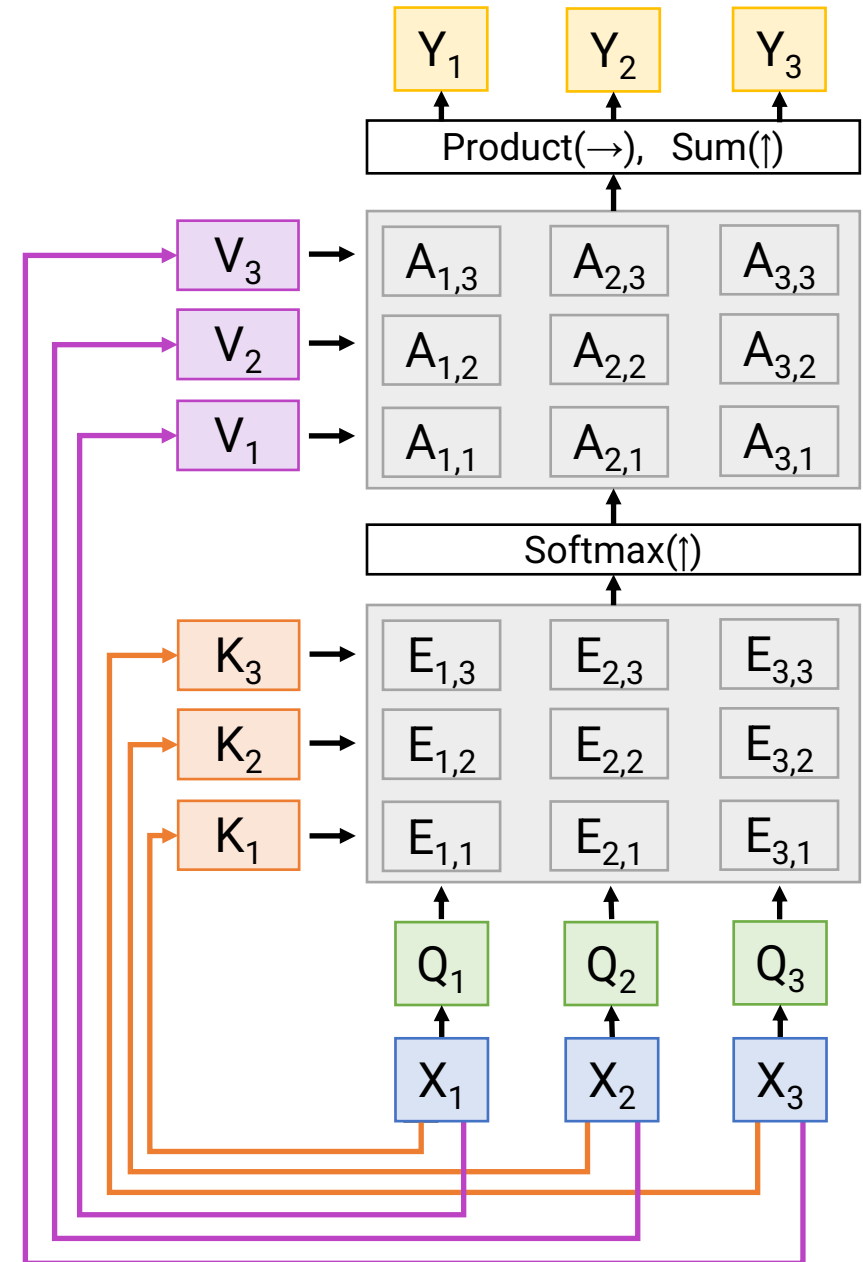 Y1 Y2 Y3
Product(→), Sum(↑)
V3 A1,3 A2,3 A3,3
V2 A1,2 A2,2 A3,2
V1 A1,1 A2,1 A3,1
Softmax(↑)
K3 E1,3 E2,3 E3,3
K2 E1,2 E2,2 E3,2
K1 E1,1 E2,1 E3,1
Q1 Q2 Q3
X1 X2 X3